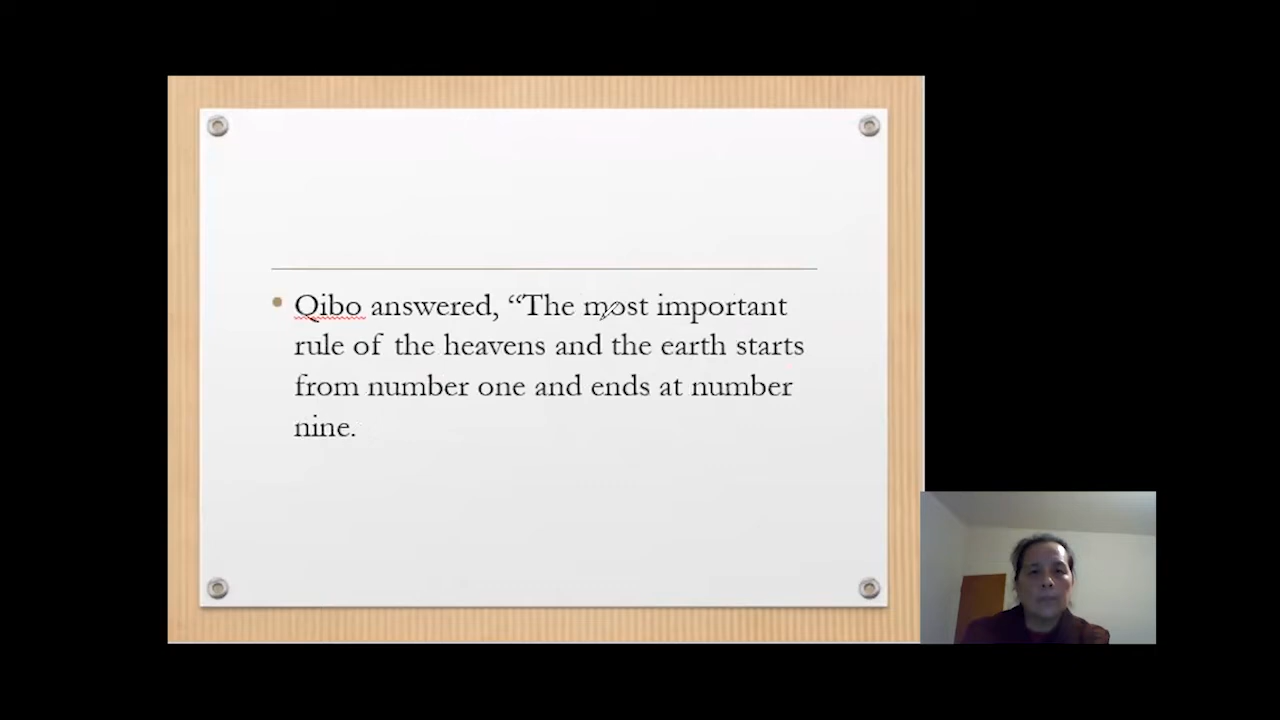 Qibo answered, “The most important
rule of the heavens and the earth starts
from number one and ends at number
nine.